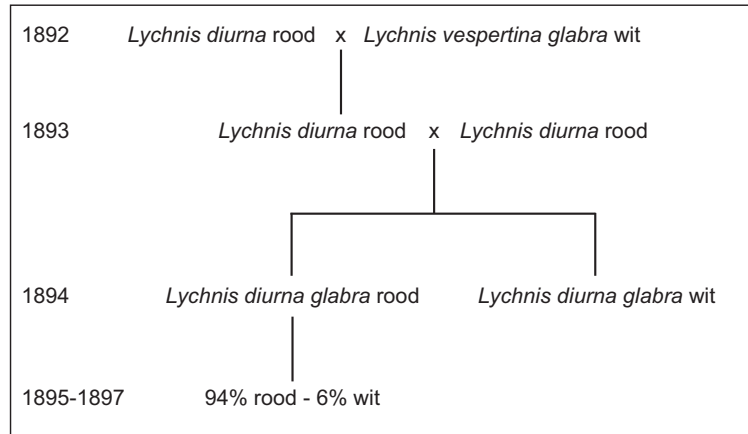 1892 Lychnis diurna rood x Lychnis vespertina glabra wit
1893 Lychnis diurna rood x Lychnis diurna rood
1894 Lychnis diurna glabra rood Lychnis diurna glabra wit
1895-1897 94% rood - 6% wit